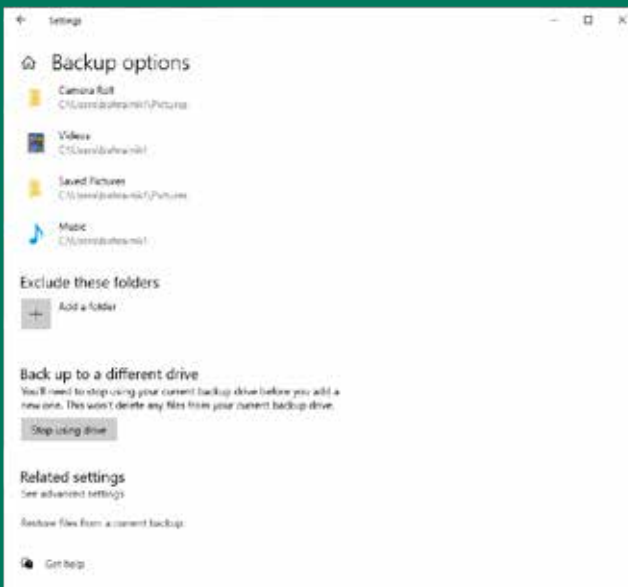 Settings
Backup options
Camera Roll
Videos
Saved Pictures
Music
Exclude these folders
Add a folder
Back up to a different drive
You'll need to stop using your current backup drive before you add a
new one. This won't delete any files from your current backup drive.
Stop using drive
Related settings
See advanced settings
Restore files from a current backup
Get help